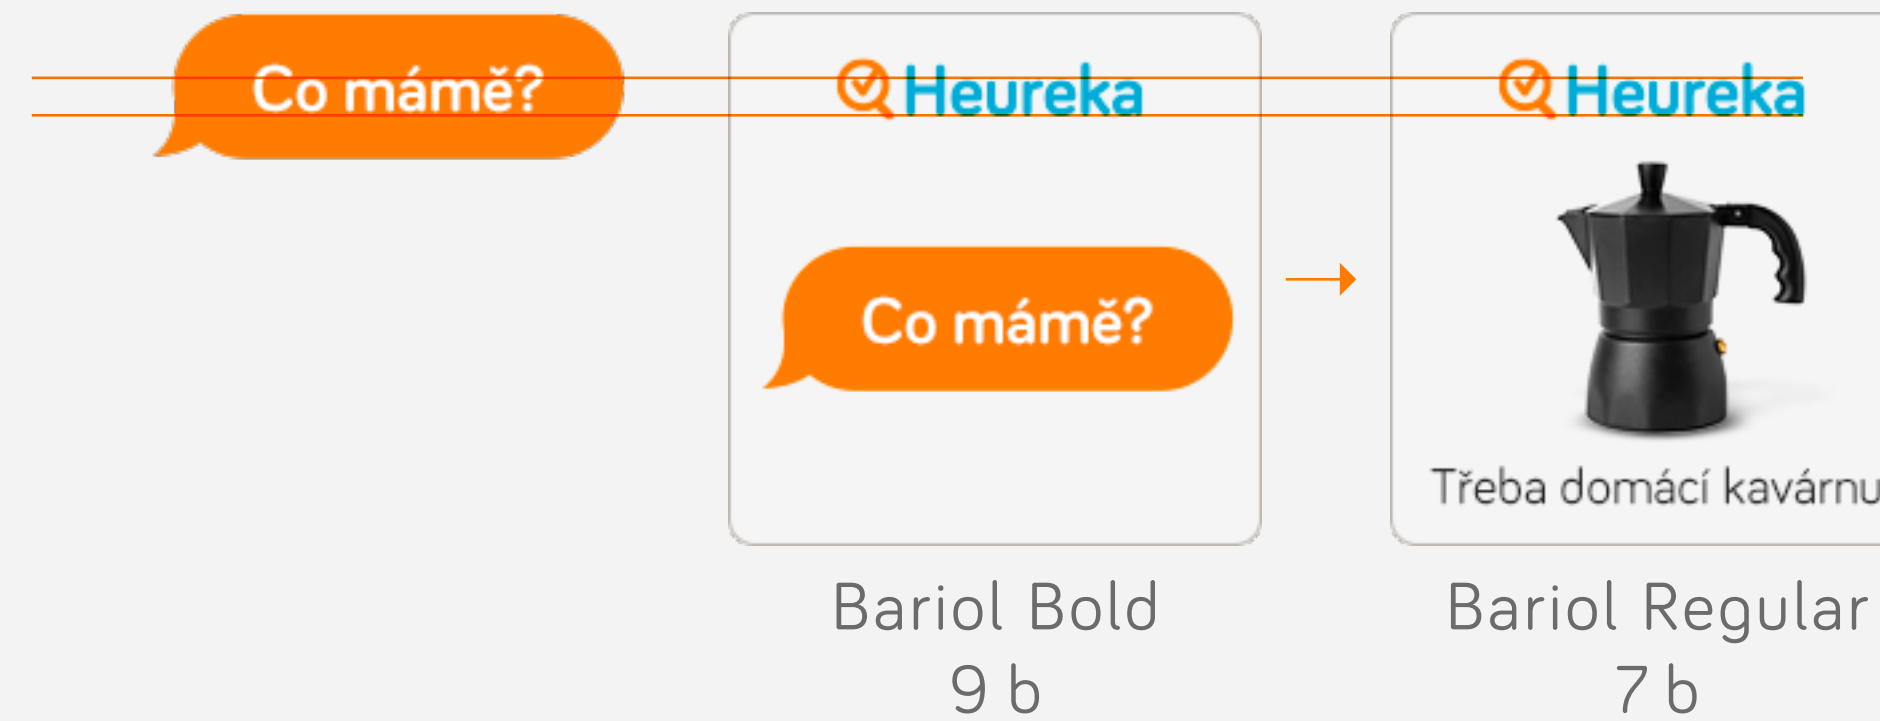 Co mámě?
Heureka
Heureka
Co mámě?
Třeba domácí kavárnu
Bariol Bold
9 b
Bariol Regular
7 b